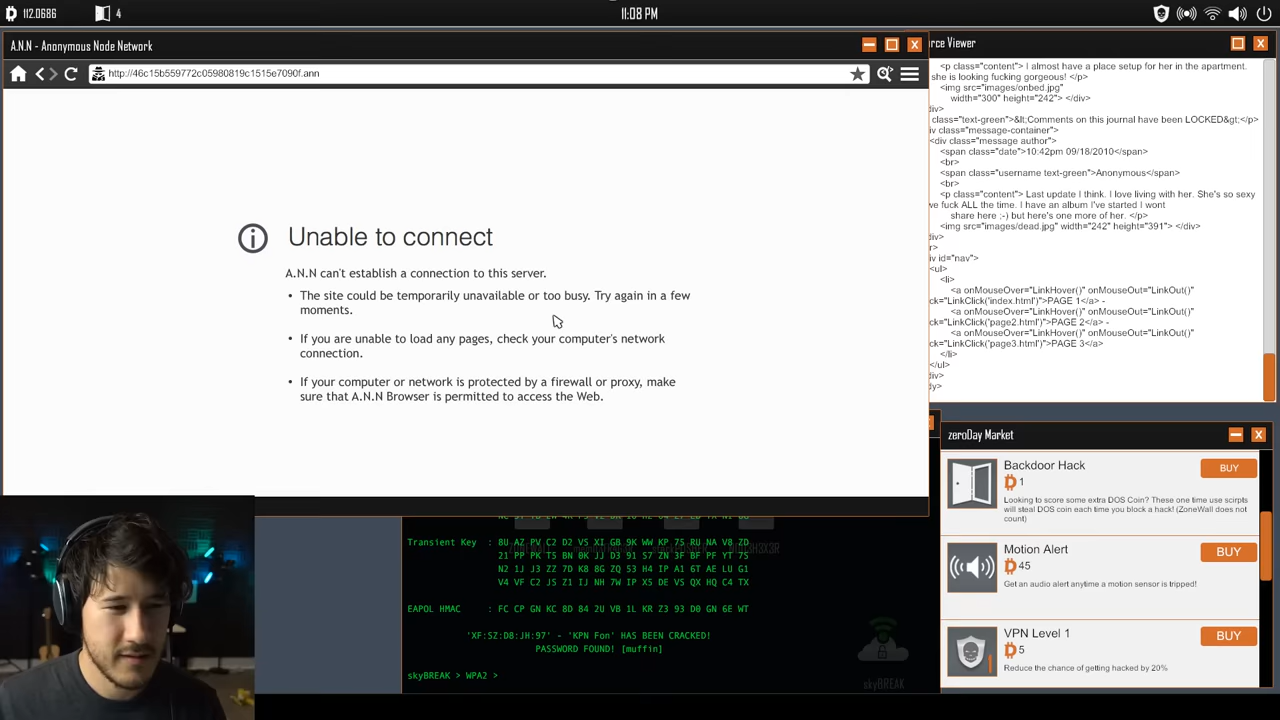 112.0686
4
11:08 PM
A.N.N - Anonymous Node Network
http://46c15b559772c05980819c1515e7090f.ann
Unable to connect
A.N.N can't establish a connection to this server.
• The site could be temporarily unavailable or too busy. Try again in a few
moments.
• If you are unable to load any pages, check your computer's network
connection.
• If your computer or network is protected by a firewall or proxy, make
sure that A.N.N Browser is permitted to access the Web.
rce Viewer
<p class="content"> I almost have a place setup for her in the apartment.
she is looking fucking gorgeous! </p>
<img src="images/onbed.jpg"
width="300" height="242"> </div>
div>
class="text-green">&lt;Comments on this journal have been LOCKED&gt;</p>
iv class="message-container">
<div class="message author">
<span class="date">10:42pm 09/18/2010</span>
<br>
<span class="username text-green">Anonymous</span>
<br>
<p class="content"> Last update I think. I love living with her. She's so sexy
ve fuck ALL the time. I have an album I've started I wont
share here ;-) but here's one more of her. </p>
<img src="images/dead.jpg" width="242" height="391"> </div>
div>
r>
iv id="nav">
<ul>
<li>
<a onMouseOver="LinkHover()" onMouseOut="LinkOut()"
ck="LinkClick('index.html')">PAGE 1</a> -
<a onMouseOver="LinkHover()" onMouseOut="LinkOut()"
ck="LinkClick('page2.html')">PAGE 2</a> -
<a onMouseOver="LinkHover()" onMouseOut="LinkOut()"
ck="LinkClick('page3.html')">PAGE 3</a>
</li>
</ul>
div>
dy>
Transient Key : 8U AZ PV C2 D2 V5 XI GB 9K WW KP 75 RU NA V8 ZD
21 PP PK T5 BN 0K JJ D3 91 S7 ZN 3F BF PF YT 75
N2 1J J3 ZZ 7D K8 8G ZL C4 H4 IP A1 6T AE LU G1
V4 VF C2 JS Z1 IJ NH 7W IP X5 DE VS QX HQ C4 TX
EAPOL HMAC : FC CP GN KC 8D 84 2U VB 1L KR Z3 93 D0 GN 6E WT
'XF:SZ:D8:JH:97' - 'KPN Fon' HAS BEEN CRACKED!
PASSWORD FOUND! [muffin]
skyBREAK > WPA2 >
skyBREAK
zeroDay Market
Backdoor Hack
1
BUY
Looking to score some extra DOS Coin? These one time use scirpts
will steal DOS coin each time you block a hack! (ZoneWall does not
count)
Motion Alert
45
BUY
Get an audio alert anytime a motion sensor is tripped!
VPN Level 1
5
BUY
Reduce the chance of getting hacked by 20%